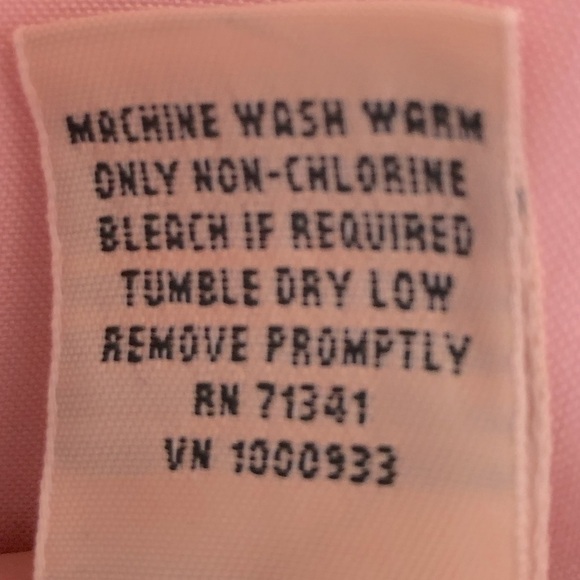 MACHINE WASH WARM
ONLY NON-CHLORINE
BLEACH IF REQUIRED
TUMBLE DRY LOW
REMOVE PROMPTLY
RN 71341
VN 1000933